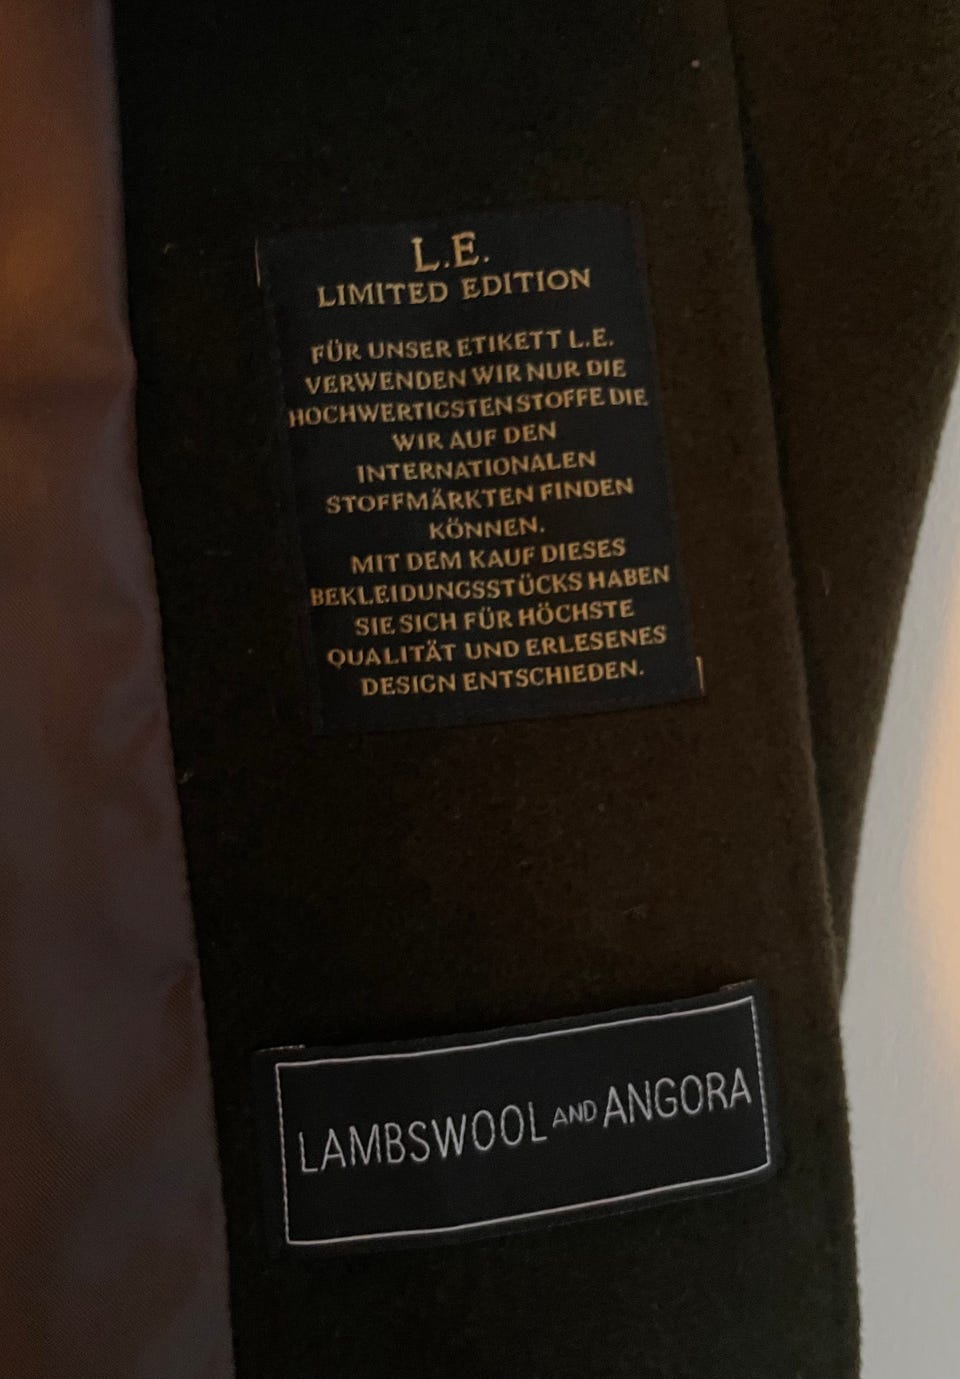 L.E.
LIMITED EDITION
FÜR UNSER ETIKETT L.E.
VERWENDEN WIR NUR DIE
HOCHWERTIGSTEN STOFFE DIE
WIR AUF DEN
INTERNATIONALEN
STOFFMÄRKTEN FINDEN
KÖNNEN.
MIT DEM KAUF DIESES
BEKLEIDUNGSSTÜCKS HABEN
SIE SICH FÜR HÖCHSTE
QUALITÄT UND ERLESENES
DESIGN ENTSCHIEDEN.
LAMBSWOOL AND ANGORA